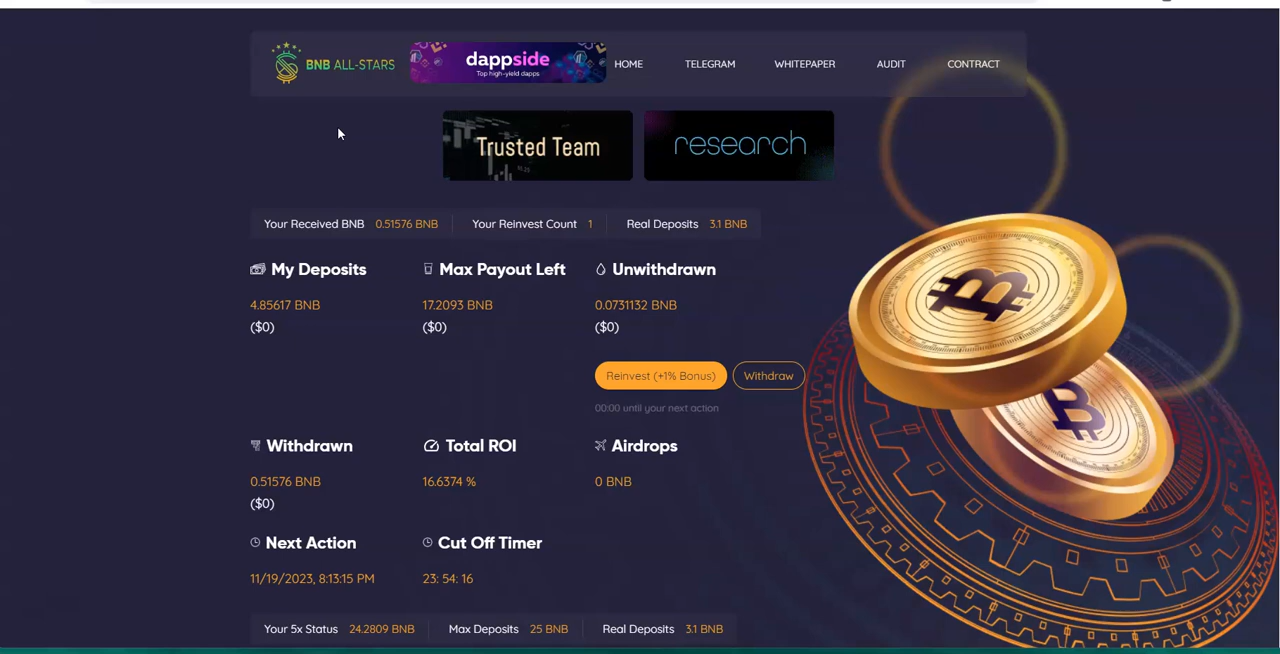 BNB ALL-STARS
dappside
Top high-yield dapps
HOME TELEGRAM WHITEPAPER AUDIT CONTRACT
Trusted Team
research
Your Received BNB 0.51576 BNB Your Reinvest Count 1 Real Deposits 3.1 BNB
My Deposits Max Payout Left Unwithdrawn
4.85617 BNB 17.2093 BNB 0.0731132 BNB
($0) ($0) ($0)
Reinvest (+1% Bonus) Withdraw
00:00 until your next action
Withdrawn Total ROI Airdrops
0.51576 BNB 16.6374 % 0 BNB
($0)
Next Action Cut Off Timer
11/19/2023, 8:13:15 PM 23: 54: 16
Your 5x Status 24.2809 BNB Max Deposits 25 BNB Real Deposits 3.1 BNB